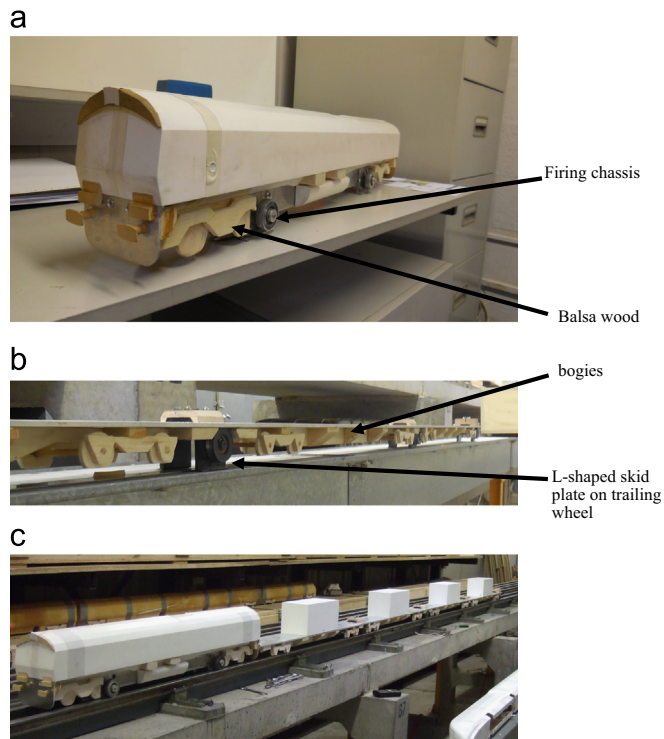 a
Firing chassis
Balsa wood
b
bogies
L-shaped skid
plate on trailing
wheel
c